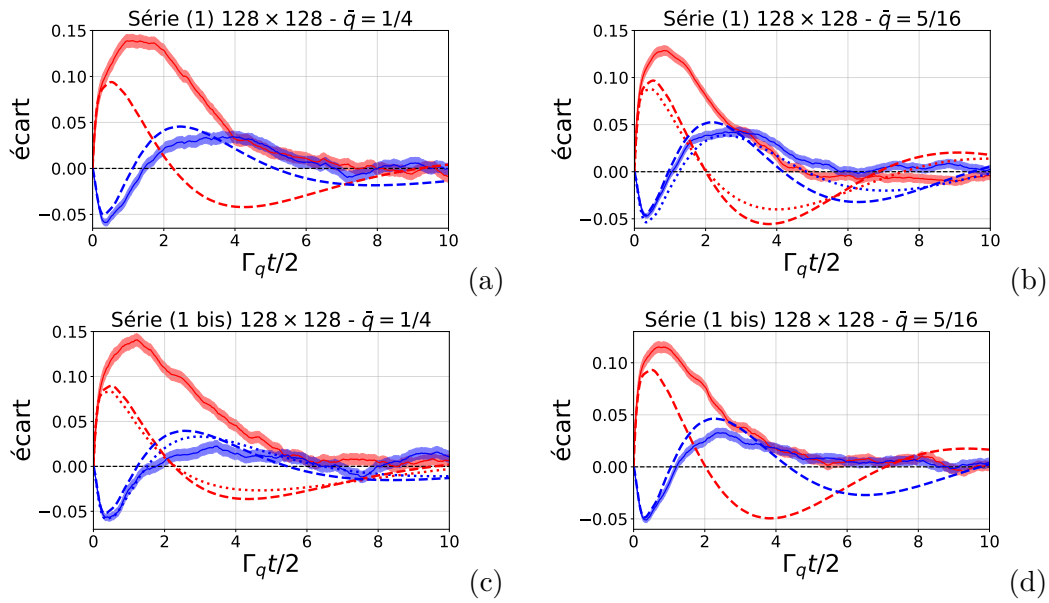 Série (1) 128 × 128 - q̄ = 1/4
0.15
0.10
0.05
0.00
−0.05
écart
0 2 4 6 8 10
Γ_q t/2
(a)
Série (1) 128 × 128 - q̄ = 5/16
0.15
0.10
0.05
0.00
−0.05
écart
0 2 4 6 8 10
Γ_q t/2
(b)
Série (1 bis) 128 × 128 - q̄ = 1/4
0.15
0.10
0.05
0.00
−0.05
écart
0 2 4 6 8 10
Γ_q t/2
(c)
Série (1 bis) 128 × 128 - q̄ = 5/16
0.10
0.05
0.00
−0.05
écart
0 2 4 6 8 10
Γ_q t/2
(d)